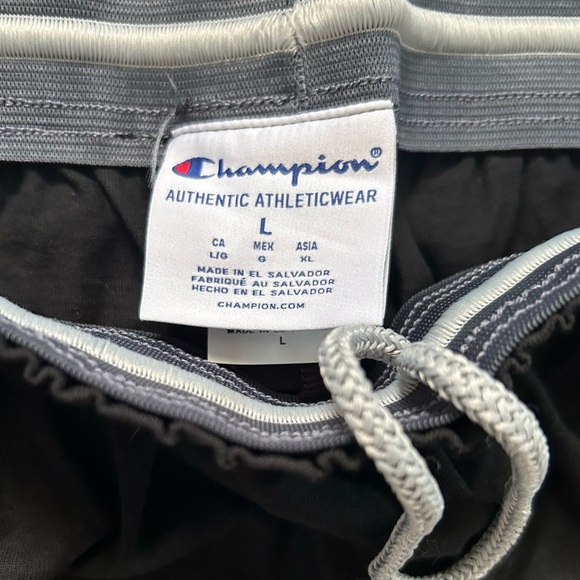 Champion®
AUTHENTIC ATHLETICWEAR
L
CA MEX ASIA
L/G G XL
MADE IN EL SALVADOR
FABRIQUÉ AU SALVADOR
HECHO EN EL SALVADOR
CHAMPION.COM
L